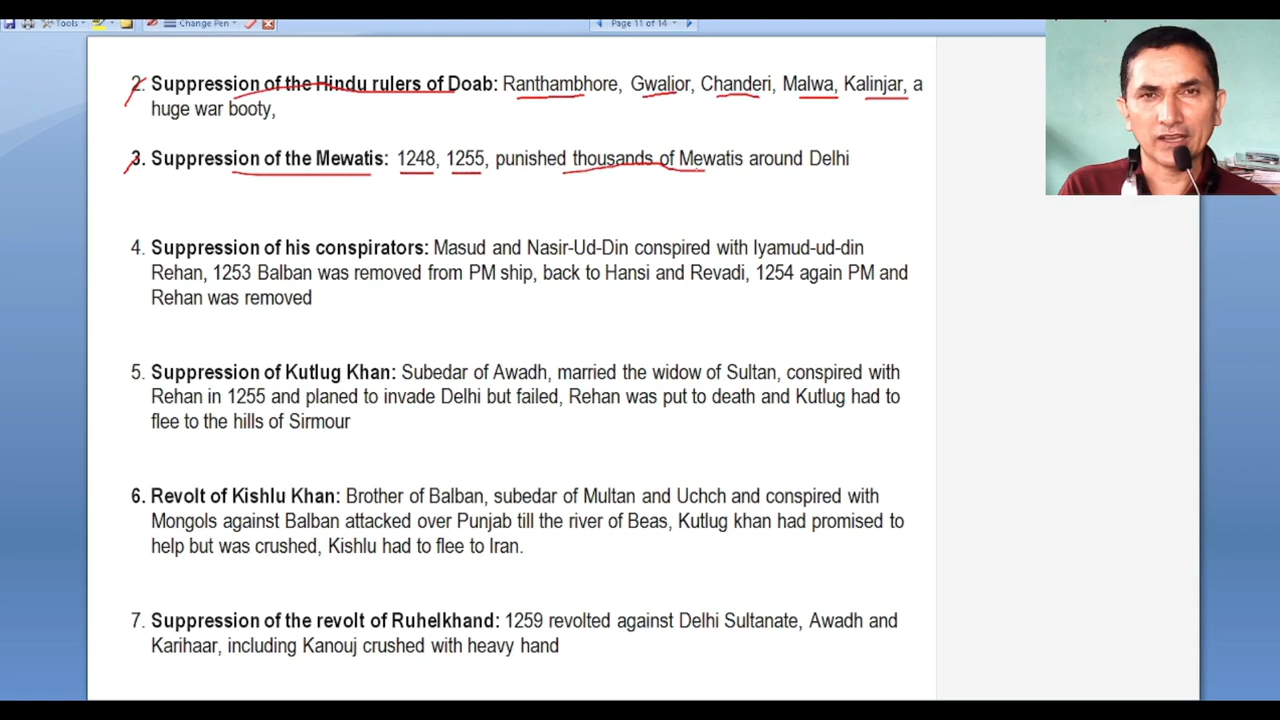 Tools
Change Pen
Page 11 of 14
2. Suppression of the Hindu rulers of Doab: Ranthambhore, Gwalior, Chanderi, Malwa, Kalinjar, a
huge war booty,
3. Suppression of the Mewatis: 1248, 1255, punished thousands of Mewatis around Delhi
4. Suppression of his conspirators: Masud and Nasir-Ud-Din conspired with Iyamud-ud-din
Rehan, 1253 Balban was removed from PM ship, back to Hansi and Revadi, 1254 again PM and
Rehan was removed
5. Suppression of Kutlug Khan: Subedar of Awadh, married the widow of Sultan, conspired with
Rehan in 1255 and planed to invade Delhi but failed, Rehan was put to death and Kutlug had to
flee to the hills of Sirmour
6. Revolt of Kishlu Khan: Brother of Balban, subedar of Multan and Uchch and conspired with
Mongols against Balban attacked over Punjab till the river of Beas, Kutlug khan had promised to
help but was crushed, Kishlu had to flee to Iran.
7. Suppression of the revolt of Ruhelkhand: 1259 revolted against Delhi Sultanate, Awadh and
Karihaar, including Kanouj crushed with heavy hand